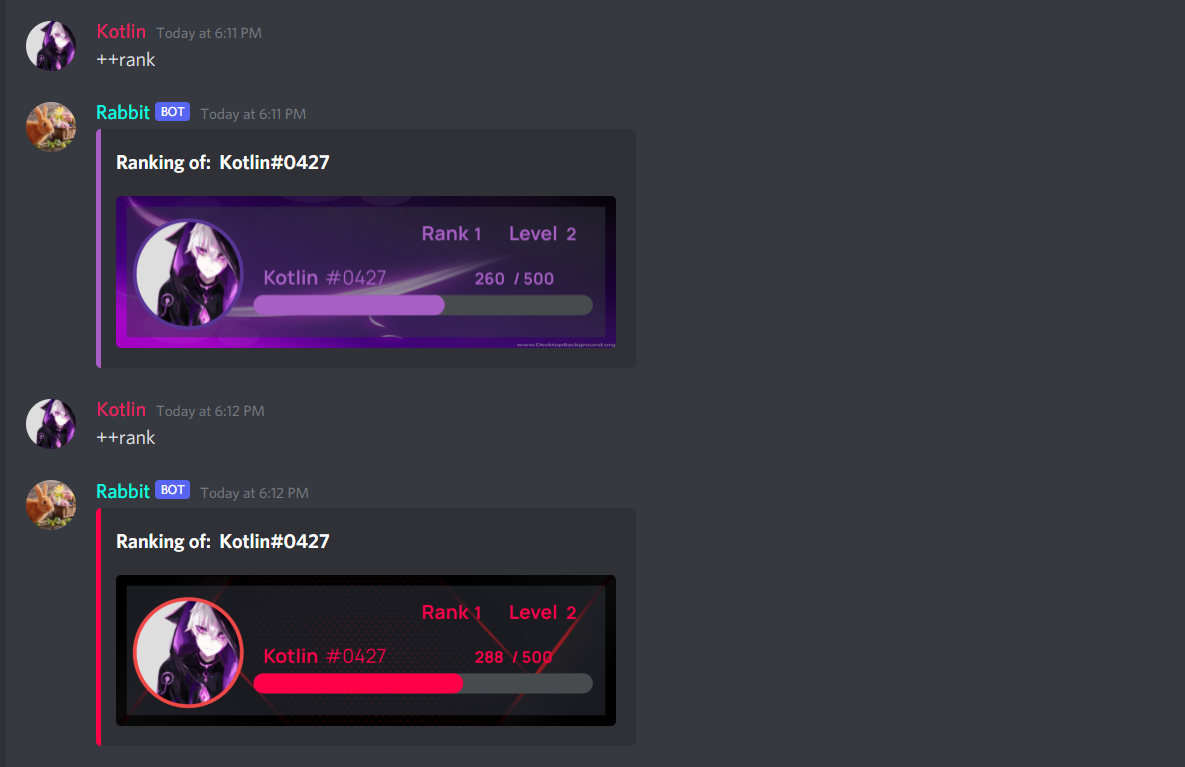 Kotlin Today at 6:11 PM
++rank
Rabbit BOT Today at 6:11 PM
Ranking of: Kotlin#0427
Rank 1 Level 2
Kotlin #0427 260 / 500
www.DesktopBackground.org
Kotlin Today at 6:12 PM
++rank
Rabbit BOT Today at 6:12 PM
Ranking of: Kotlin#0427
Rank 1 Level 2
Kotlin #0427 288 / 500